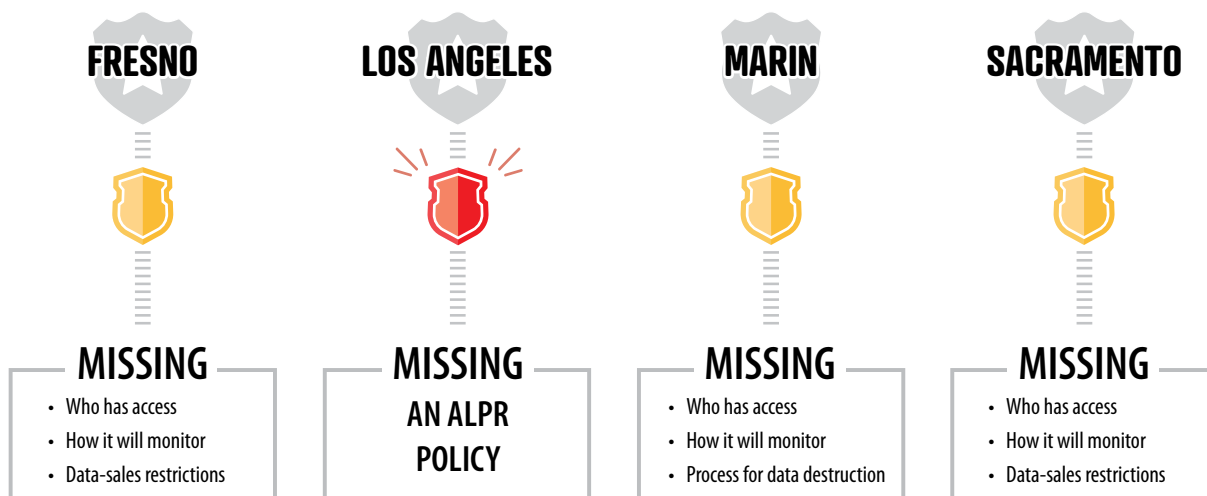 FRESNO
LOS ANGELES
MARIN
SACRAMENTO
MISSING
• Who has access
• How it will monitor
• Data-sales restrictions
MISSING
AN ALPR
POLICY
MISSING
• Who has access
• How it will monitor
• Process for data destruction
MISSING
• Who has access
• How it will monitor
• Data-sales restrictions